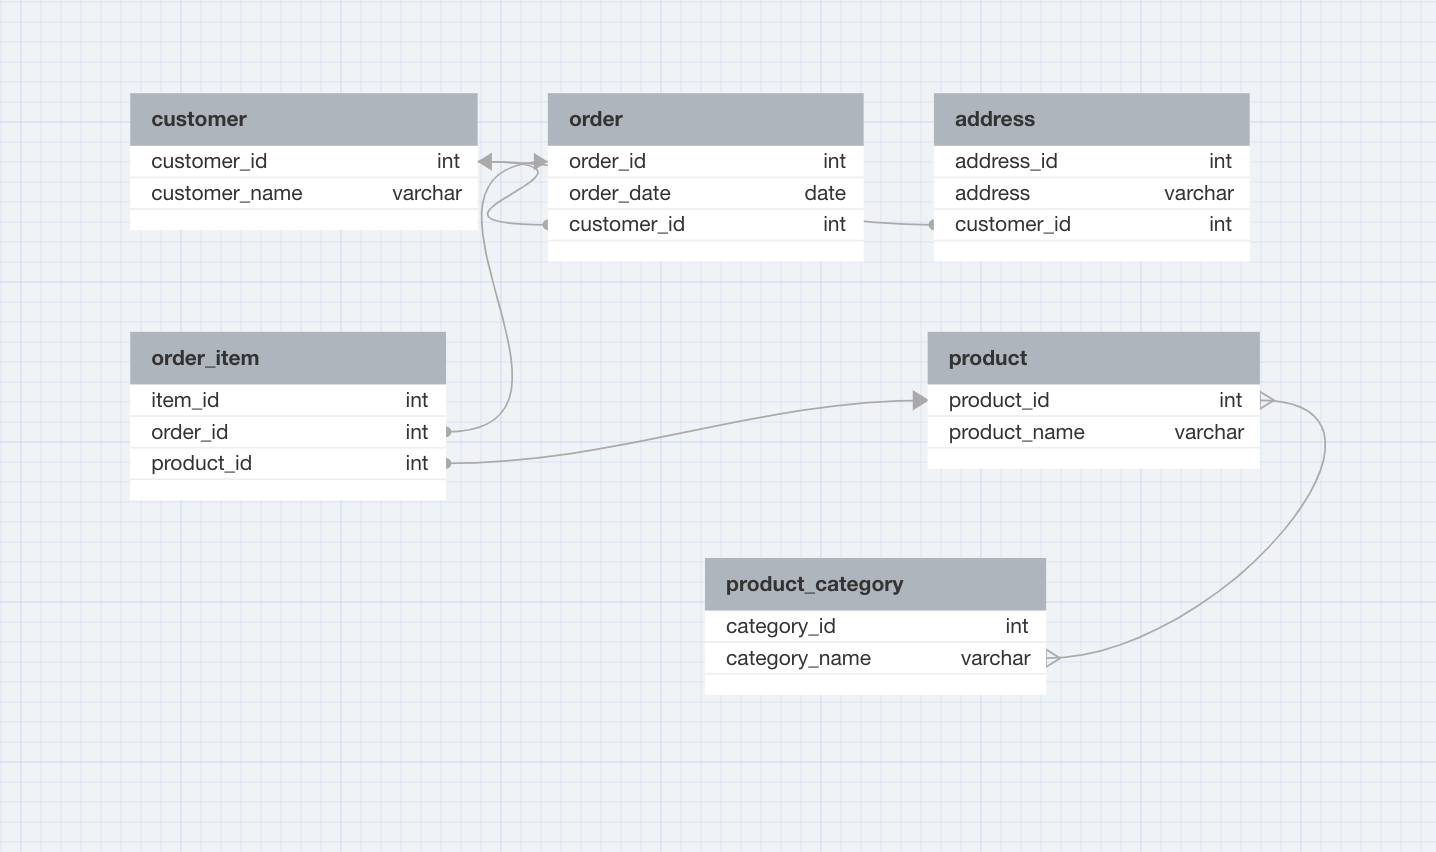 customer
customer_id int
customer_name varchar
order
order_id int
order_date date
customer_id int
address
address_id int
address varchar
customer_id int
order_item
item_id int
order_id int
product_id int
product
product_id int
product_name varchar
product_category
category_id int
category_name varchar